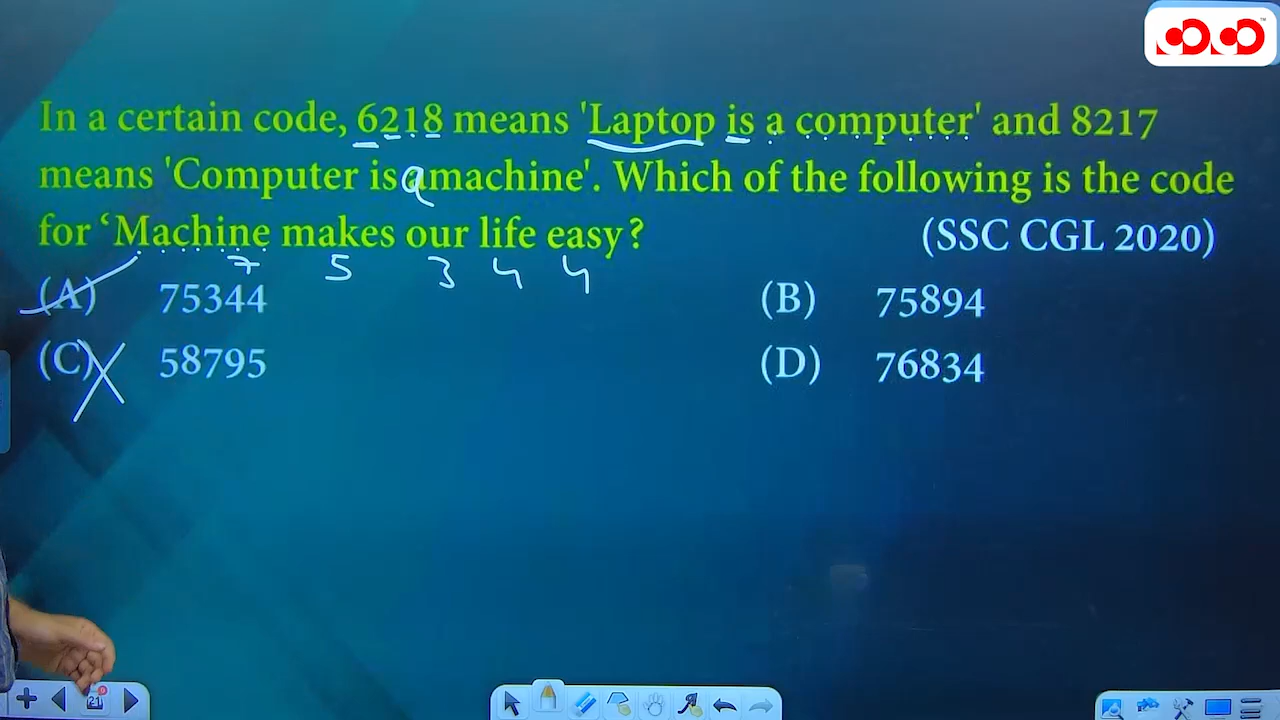 In a certain code, 6218 means 'Laptop is a computer' and 8217
means 'Computer is a machine'. Which of the following is the code
for ‘Machine makes our life easy?
(SSC CGL 2020)
7 5 3 4 4
(A) 75344
(B) 75894
(C) 58795
(D) 76834
21